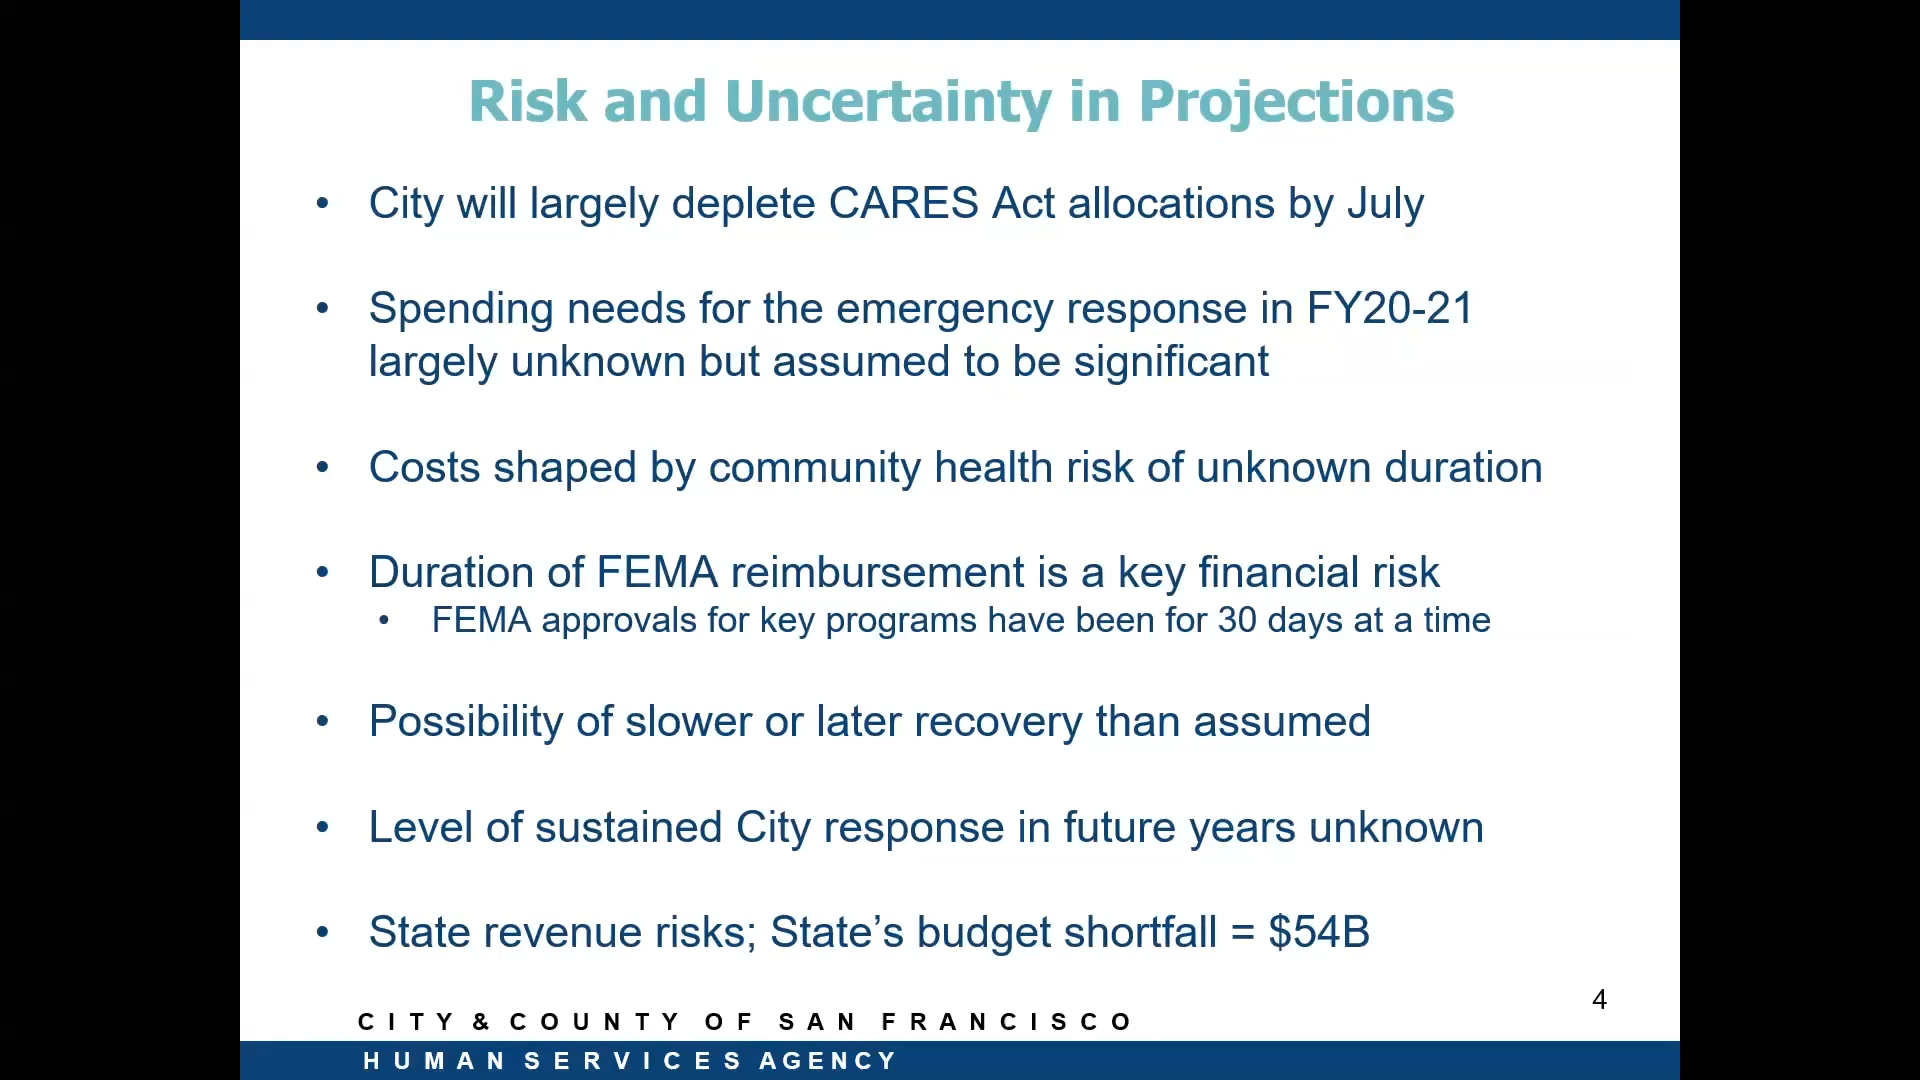 Risk and Uncertainty in Projections
• City will largely deplete CARES Act allocations by July
• Spending needs for the emergency response in FY20-21
largely unknown but assumed to be significant
• Costs shaped by community health risk of unknown duration
• Duration of FEMA reimbursement is a key financial risk
• FEMA approvals for key programs have been for 30 days at a time
• Possibility of slower or later recovery than assumed
• Level of sustained City response in future years unknown
• State revenue risks; State’s budget shortfall = $54B
4
CITY & COUNTY OF SAN FRANCISCO
HUMAN SERVICES AGENCY